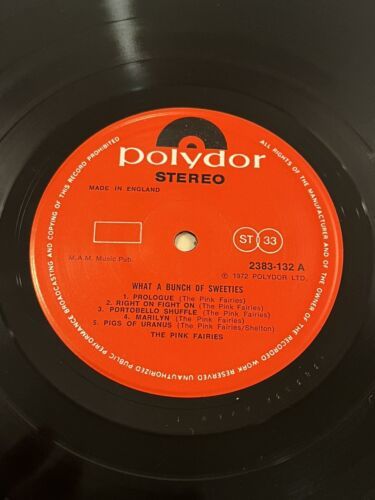 polydor
STEREO
MADE IN ENGLAND
ST 33
M.A.M. Music Pub.
2383-132 A
℗ 1972 POLYDOR LTD.
WHAT A BUNCH OF SWEETIES
1. PROLOGUE (The Pink Fairies)
2. RIGHT ON FIGHT ON (The Pink Fairies)
3. PORTOBELLO SHUFFLE (The Pink Fairies)
4. MARILYN (The Pink Fairies)
5. PIGS OF URANUS (The Pink Fairies/Shelton)
THE PINK FAIRIES
ALL RIGHTS OF THE MANUFACTURER AND OF THE OWNER OF THE RECORDED WORK RESERVED UNAUTHORIZED PUBLIC PERFORMANCE BROADCASTING AND COPYING OF THIS RECORD PROHIBITED